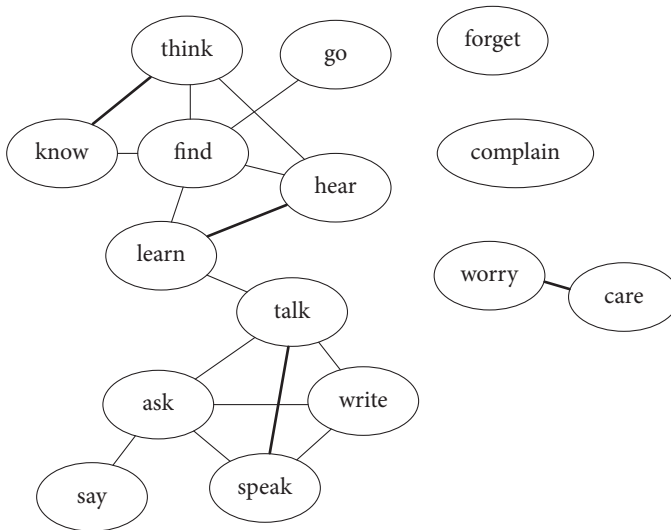 think
go
forget
know
find
complain
hear
learn
worry
care
talk
ask
write
say
speak